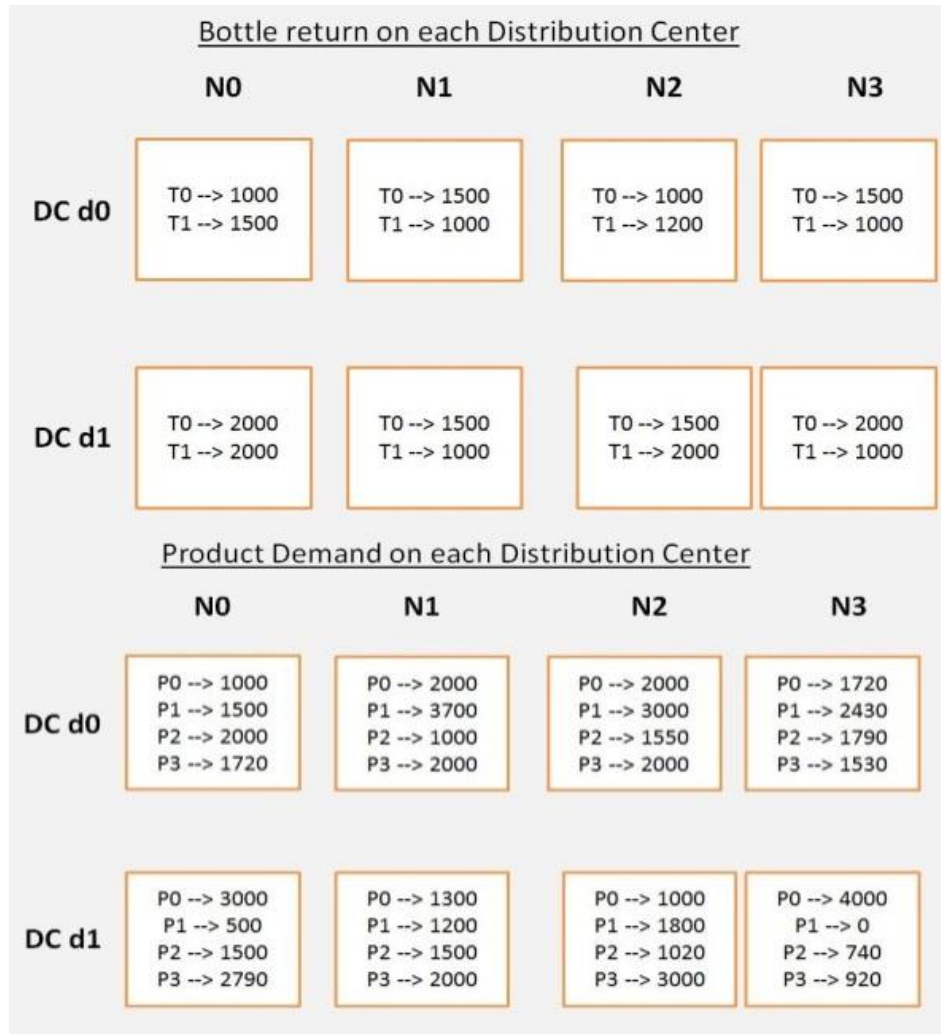 Bottle return on each Distribution Center
N0 N1 N2 N3
DC d0
T0 --> 1000
T1 --> 1500
T0 --> 1500
T1 --> 1000
T0 --> 1000
T1 --> 1200
T0 --> 1500
T1 --> 1000
DC d1
T0 --> 2000
T1 --> 2000
T0 --> 1500
T1 --> 1000
T0 --> 1500
T1 --> 2000
T0 --> 2000
T1 --> 1000
Product Demand on each Distribution Center
N0 N1 N2 N3
DC d0
P0 --> 1000
P1 --> 1500
P2 --> 2000
P3 --> 1720
P0 --> 2000
P1 --> 3700
P2 --> 1000
P3 --> 2000
P0 --> 2000
P1 --> 3000
P2 --> 1550
P3 --> 2000
P0 --> 1720
P1 --> 2430
P2 --> 1790
P3 --> 1530
DC d1
P0 --> 3000
P1 --> 500
P2 --> 1500
P3 --> 2790
P0 --> 1300
P1 --> 1200
P2 --> 1500
P3 --> 2000
P0 --> 1000
P1 --> 1800
P2 --> 1020
P3 --> 3000
P0 --> 4000
P1 --> 0
P2 --> 740
P3 --> 920